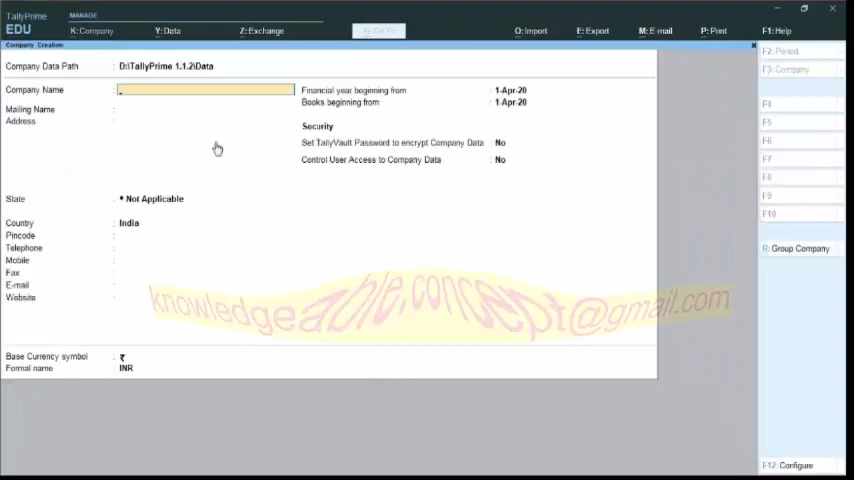 TallyPrime MANAGE
EDU K: Company Y: Data Z: Exchange G: Go To O: Import E: Export M: E-mail P: Print F1: Help
Company Creation
F2: Period
Company Data Path : D:\TallyPrime 1.1.2\Data
F3: Company
Company Name : Financial year beginning from : 1-Apr-20
Books beginning from : 1-Apr-20
F4
Mailing Name :
Address :
F5
Security
F6
Set TallyVault Password to encrypt Company Data No
Control User Access to Company Data : No
F7
F8
State : ♦ Not Applicable
F9
F10
Country : India
Pincode :
Telephone :
R: Group Company
Mobile :
Fax :
Email :
Website :
knowledgeable.concept@gmail.com
Base Currency symbol : ₹
Formal name : INR
F12: Configure